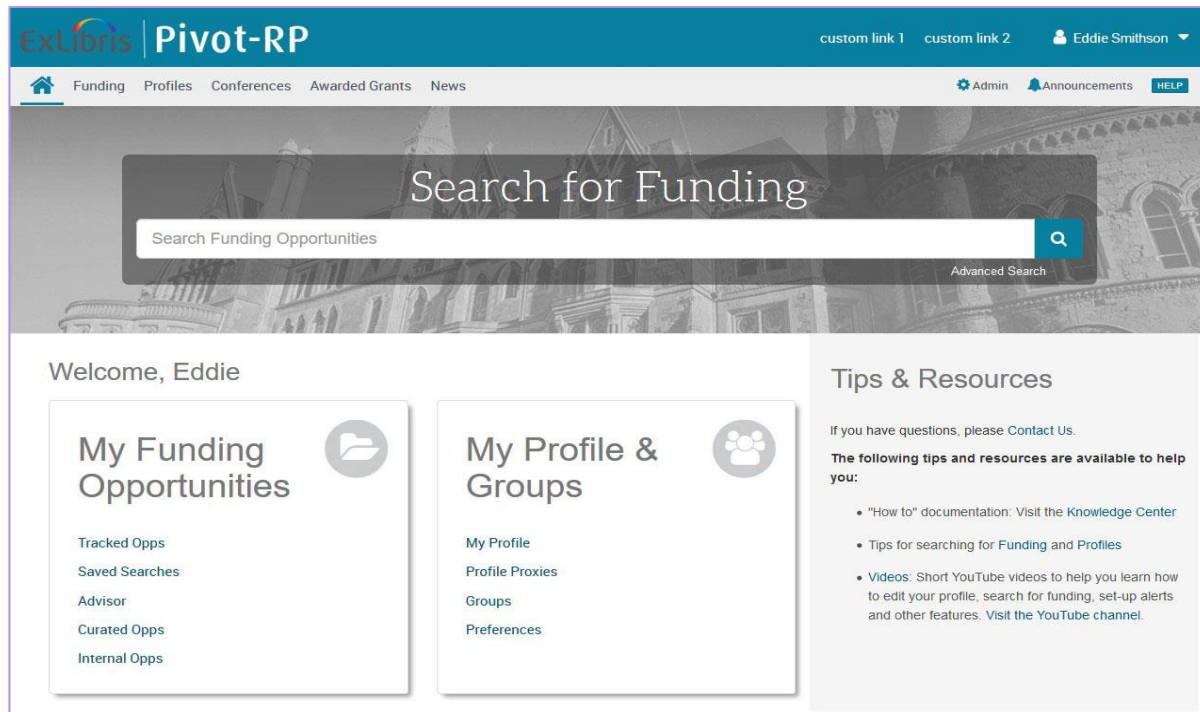 ExLibris Pivot-RP
custom link 1 custom link 2 Eddie Smithson
Funding Profiles Conferences Awarded Grants News Admin Announcements HELP
Search for Funding
Search Funding Opportunities
Advanced Search
Welcome, Eddie
My Funding
Opportunities
Tracked Opps
Saved Searches
Advisor
Curated Opps
Internal Opps
My Profile &
Groups
My Profile
Profile Proxies
Groups
Preferences
Tips & Resources
If you have questions, please Contact Us.
The following tips and resources are available to help
you:
• "How to" documentation: Visit the Knowledge Center
• Tips for searching for Funding and Profiles
• Videos: Short YouTube videos to help you learn how
to edit your profile, search for funding, set-up alerts
and other features. Visit the YouTube channel.